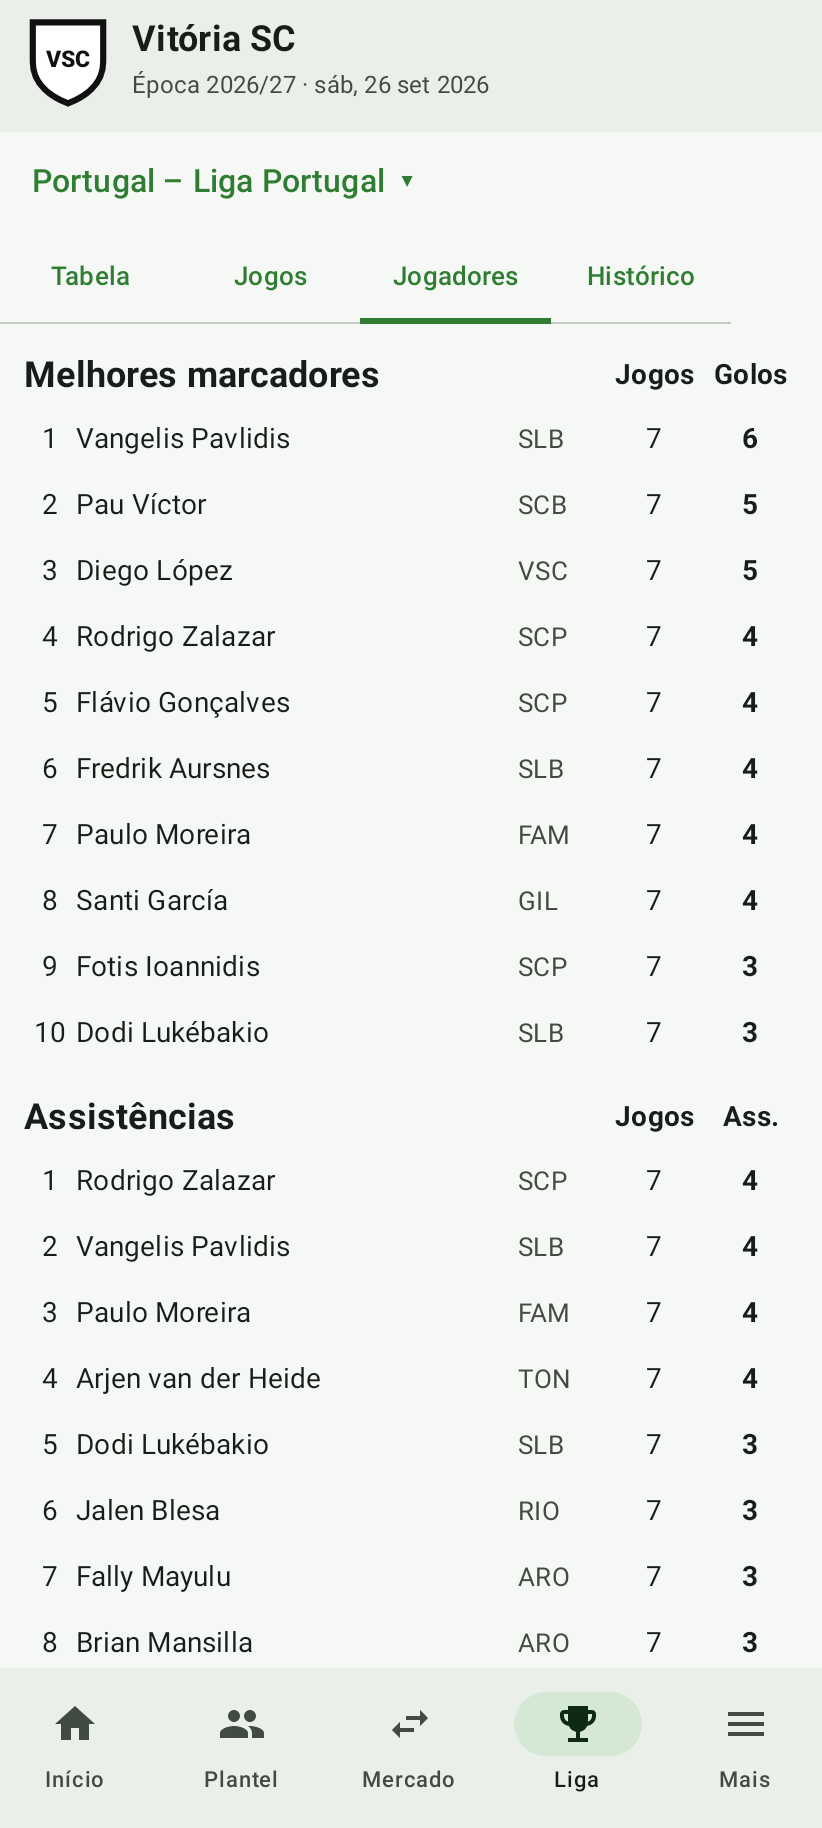 VSC
Vitória SC
Época 2026/27 · sáb, 26 set 2026
Portugal – Liga Portugal ▼
Tabela Jogos Jogadores Histórico
Melhores marcadores Jogos Golos
1 Vangelis Pavlidis SLB 7 6
2 Pau Víctor SCB 7 5
3 Diego López VSC 7 5
4 Rodrigo Zalazar SCP 7 4
5 Flávio Gonçalves SCP 7 4
6 Fredrik Aursnes SLB 7 4
7 Paulo Moreira FAM 7 4
8 Santi García GIL 7 4
9 Fotis Ioannidis SCP 7 3
10 Dodi Lukébakio SLB 7 3
Assistências Jogos Ass.
1 Rodrigo Zalazar SCP 7 4
2 Vangelis Pavlidis SLB 7 4
3 Paulo Moreira FAM 7 4
4 Arjen van der Heide TON 7 4
5 Dodi Lukébakio SLB 7 3
6 Jalen Blesa RIO 7 3
7 Fally Mayulu ARO 7 3
8 Brian Mansilla ARO 7 3
Início Plantel Mercado Liga Mais